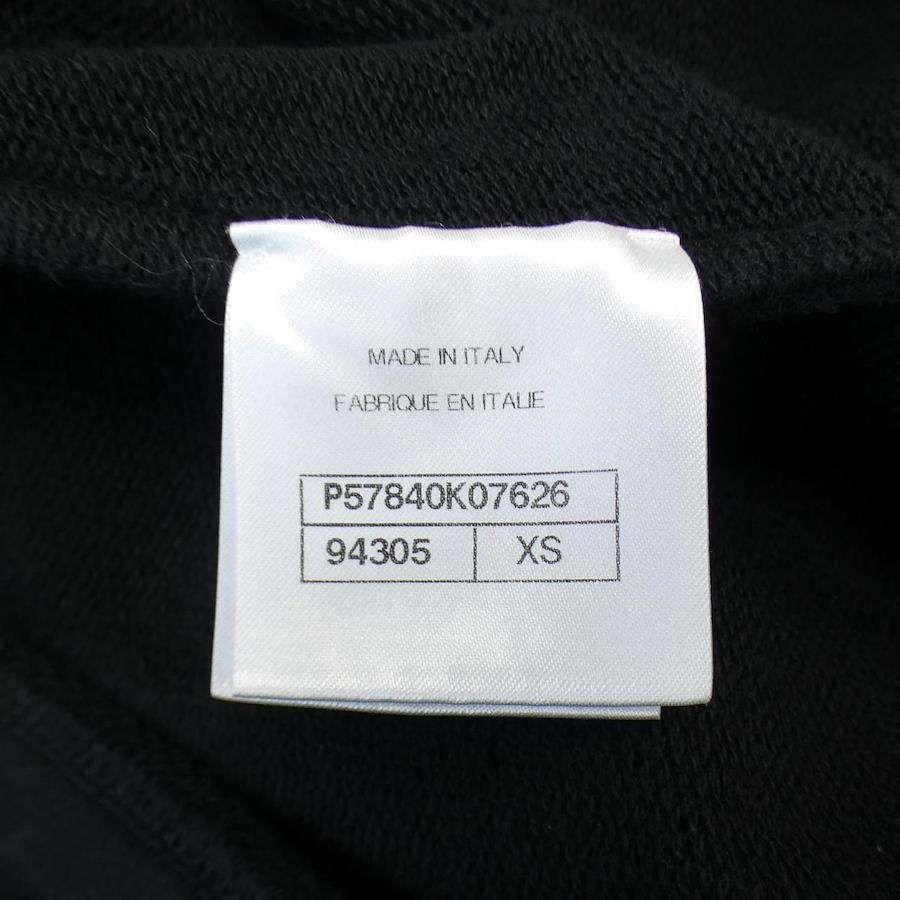 MADE IN ITALY
FABRIQUE EN ITALIE
P57840K07626
94305 XS